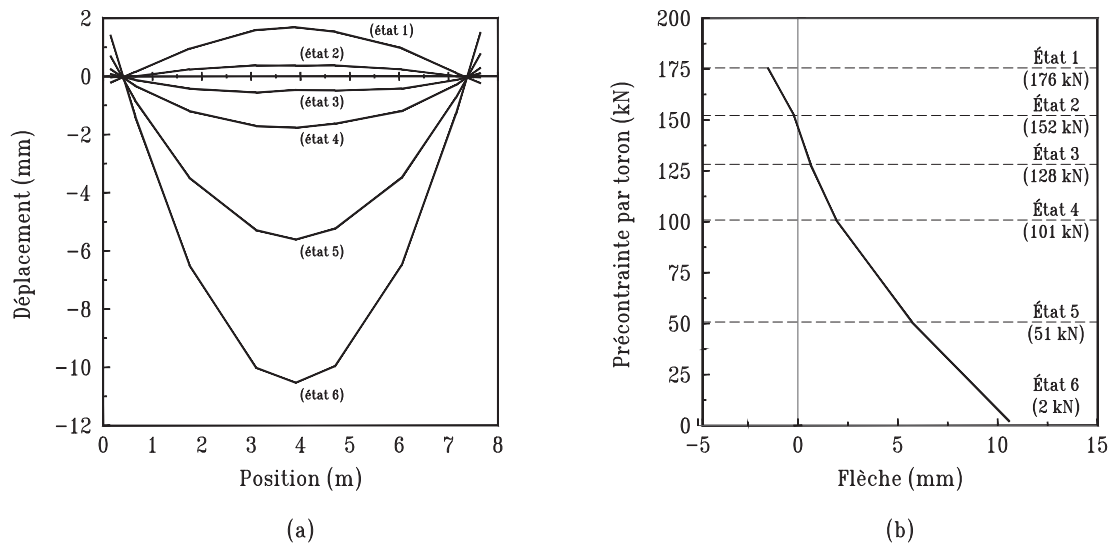 2
0
−2
−4
−6
−8
−10
−12
Déplacement (mm)
(état 1)
(état 2)
(état 3)
(état 4)
(état 5)
(état 6)
0 1 2 3 4 5 6 7 8
Position (m)
(a)
200
175
150
125
100
75
50
25
0
Précontrainte par toron (kN)
État 1
(176 kN)
État 2
(152 kN)
État 3
(128 kN)
État 4
(101 kN)
État 5
(51 kN)
État 6
(2 kN)
−5 0 5 10 15
Flèche (mm)
(b)